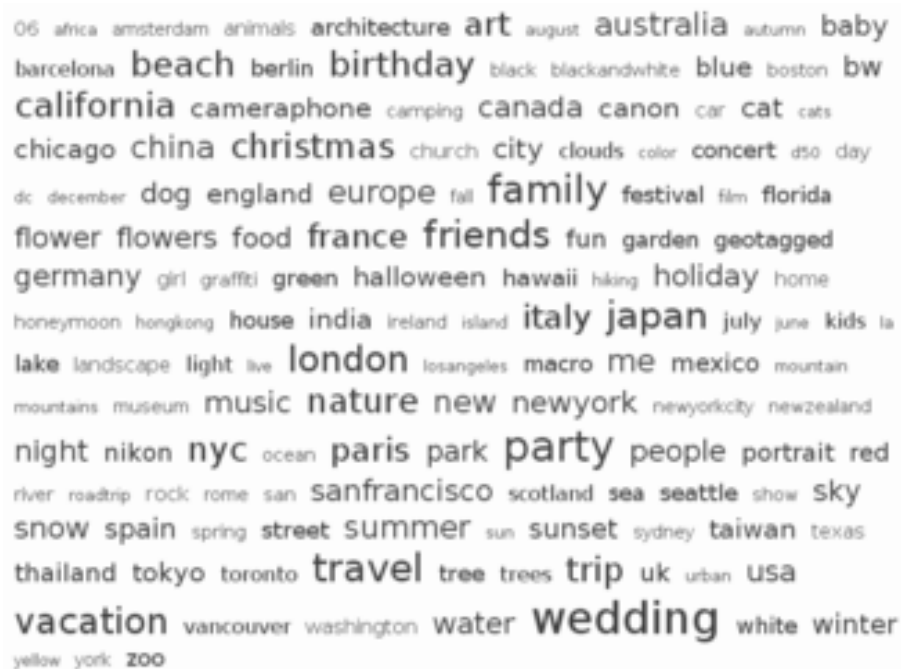 06 africa amsterdam animals architecture art august australia autumn baby
barcelona beach berlin birthday black blackandwhite blue boston bw
california cameraphone camping canada canon car cat cats
chicago china christmas church city clouds color concert d50 day
dc december dog england europe fall family festival film florida
flower flowers food france friends fun garden geotagged
germany girl graffiti green halloween hawaii hiking holiday home
honeymoon hongkong house india ireland island italy japan july june kids la
lake landscape light live london losangeles macro me mexico mountain
mountains museum music nature new newyork newyorkcity newzealand
night nikon nyc ocean paris park party people portrait red
river roadtrip rock rome san sanfrancisco scotland sea seattle show sky
snow spain spring street summer sun sunset sydney taiwan texas
thailand tokyo toronto travel tree trees trip uk urban usa
vacation vancouver washington water wedding white winter
yellow york zoo